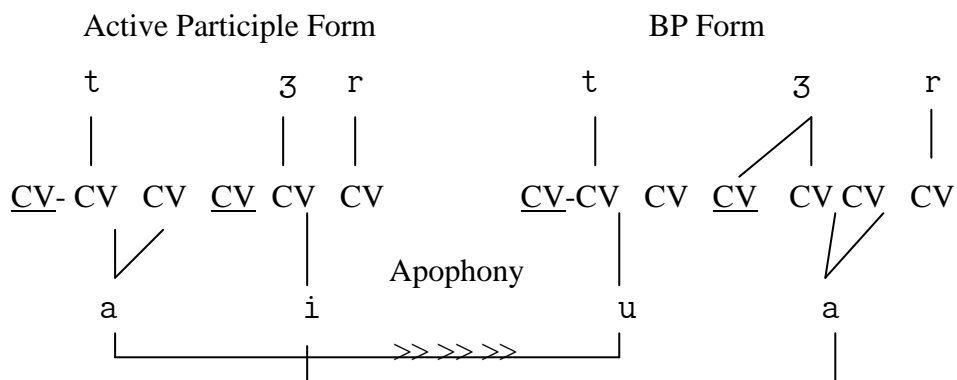 Active Participle Form BP Form
t ʒ r t ʒ r
CV- CV CV CV CV CV CV-CV CV CV CV CV CV
Apophony
a i u a
>> >> >>